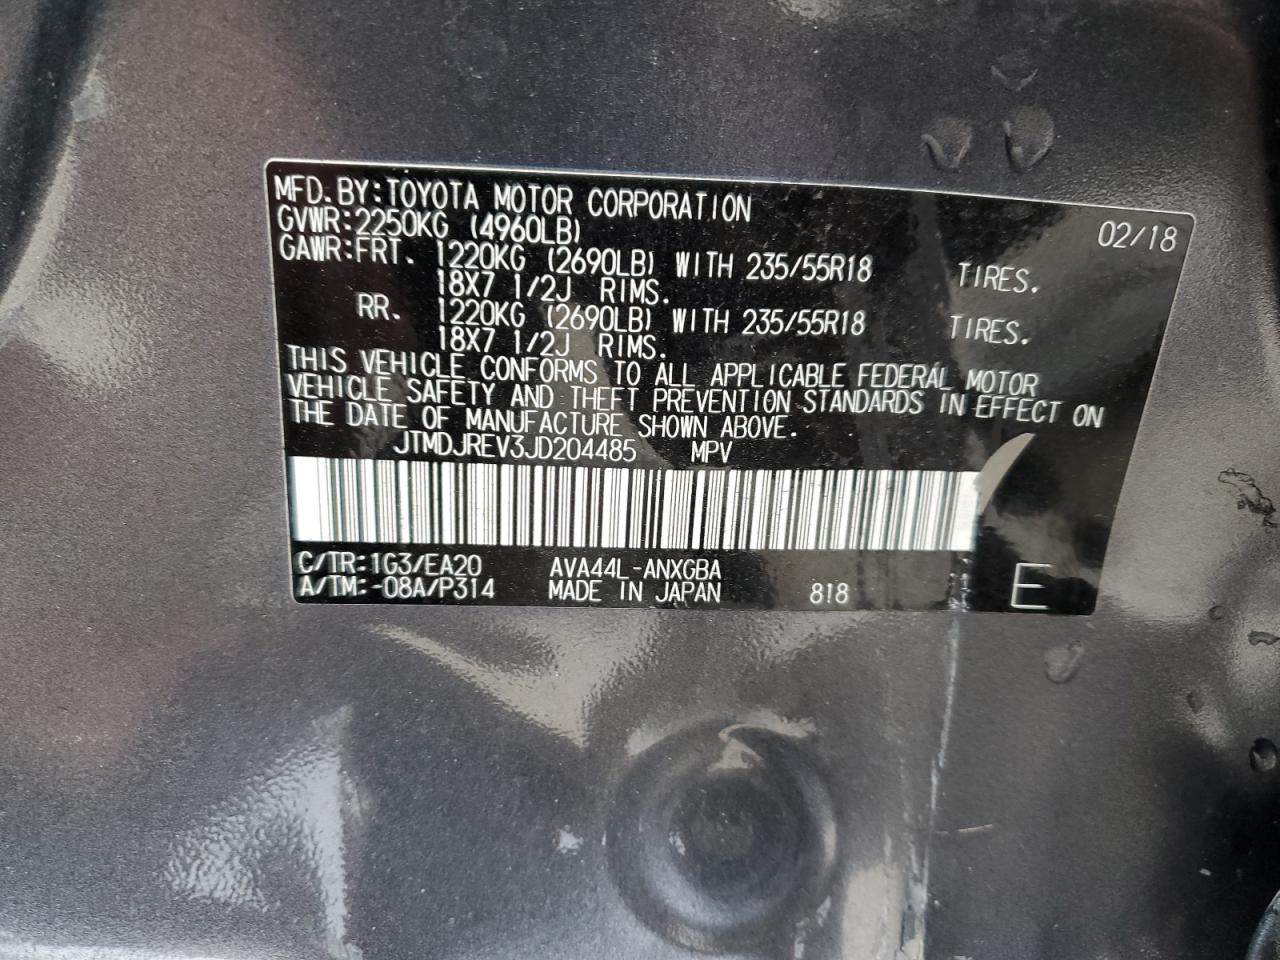 MFD. BY: TOYOTA MOTOR CORPORATION 02/18
GVWR: 2250KG (4960LB)
GAWR: FRT. 1220KG (2690LB) WITH 235/55R18 TIRES.
18X7 1/2J RIMS.
RR. 1220KG (2690LB) WITH 235/55R18 TIRES.
18X7 1/2J RIMS.
THIS VEHICLE CONFORMS TO ALL APPLICABLE FEDERAL MOTOR
VEHICLE SAFETY AND THEFT PREVENTION STANDARDS IN EFFECT ON
THE DATE OF MANUFACTURE SHOWN ABOVE.
JTMDJREV3JD204485 MPV
C/TR: 1G3/EA20 AVA44L-ANXGBA
A/TM: -08A/P314 MADE IN JAPAN 818 E